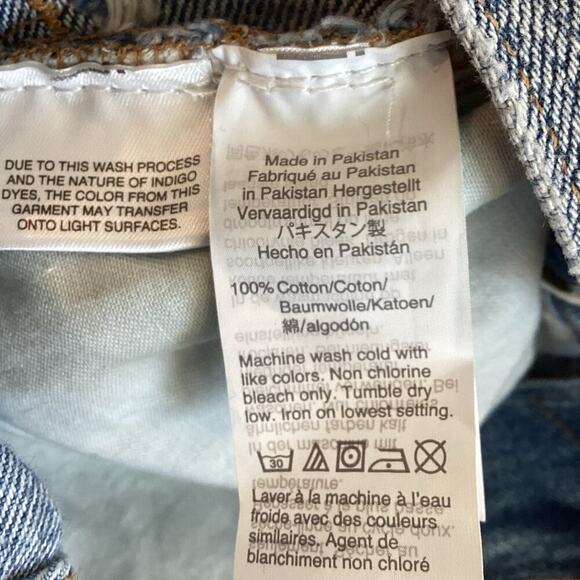 DUE TO THIS WASH PROCESS
AND THE NATURE OF INDIGO
DYES, THE COLOR FROM THIS
GARMENT MAY TRANSFER
ONTO LIGHT SURFACES.
Made in Pakistan
Fabriqué au Pakistan
in Pakistan Hergestellt
Vervaardigd in Pakistan
パキスタン製
Hecho en Pakistán
100% Cotton/Coton/
Baumwolle/Katoen/
綿/algodón
Machine wash cold with
like colors. Non chlorine
bleach only. Tumble dry
low. Iron on lowest setting.
30
Laver à la machine à l'eau
froide avec des couleurs
similaires. Agent de
blanchiment non chloré